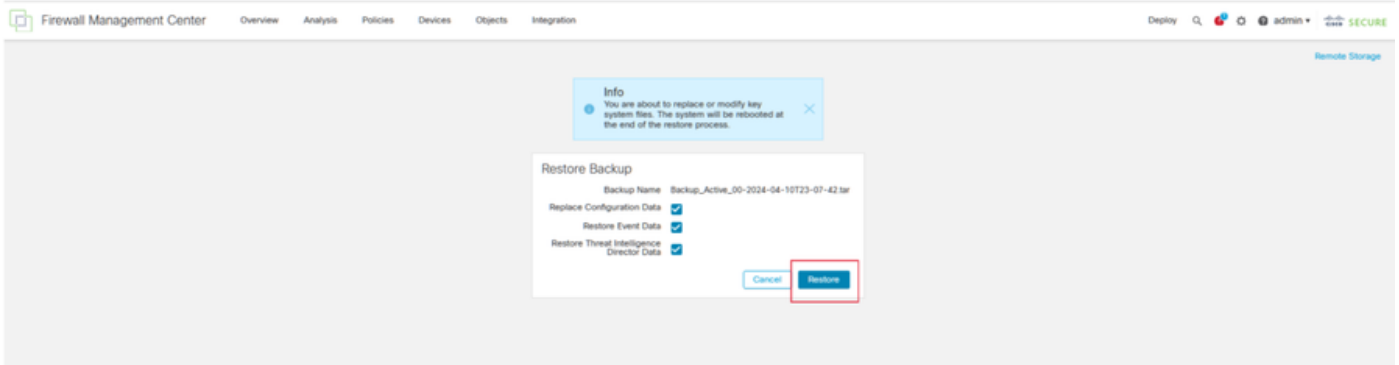 Firewall Management Center Overview Analysis Policies Devices Objects Integration Deploy admin SECURE
Remote Storage
Info
You are about to replace or modify key
system files. The system will be rebooted at
the end of the restore process.
Restore Backup
Backup Name Backup_Active_00-2024-04-10T23-07-42.tar
Replace Configuration Data
Restore Event Data
Restore Threat Intelligence
Director Data
Cancel Restore